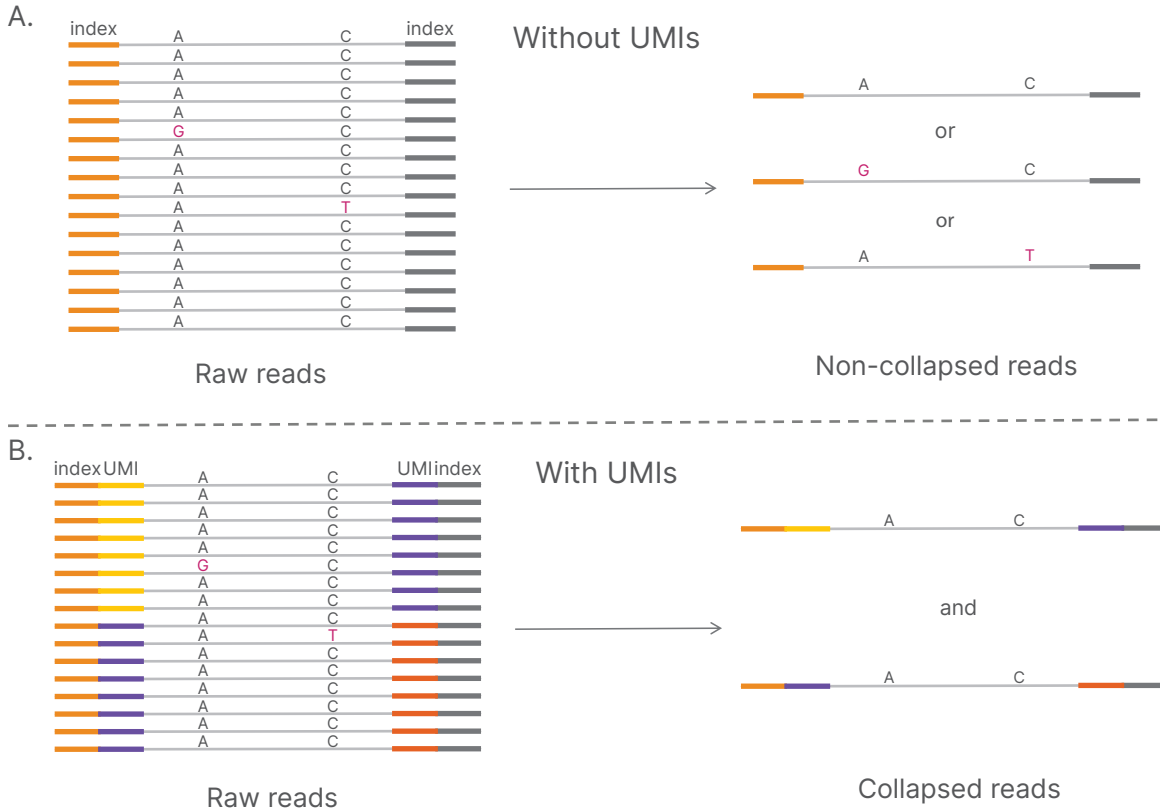 A.
index A C index
A C
A C
A C
A C
G C
A C
A C
A C
A T
A C
A C
A C
A C
A C
A C
Raw reads
Without UMIs
A C
or
G C
or
A T
Non-collapsed reads
B.
index UMI A C UMI index
A C
A C
A C
A C
G C
A C
A C
A C
A T
A C
A C
A C
A C
A C
A C
Raw reads
With UMIs
A C
and
A C
Collapsed reads